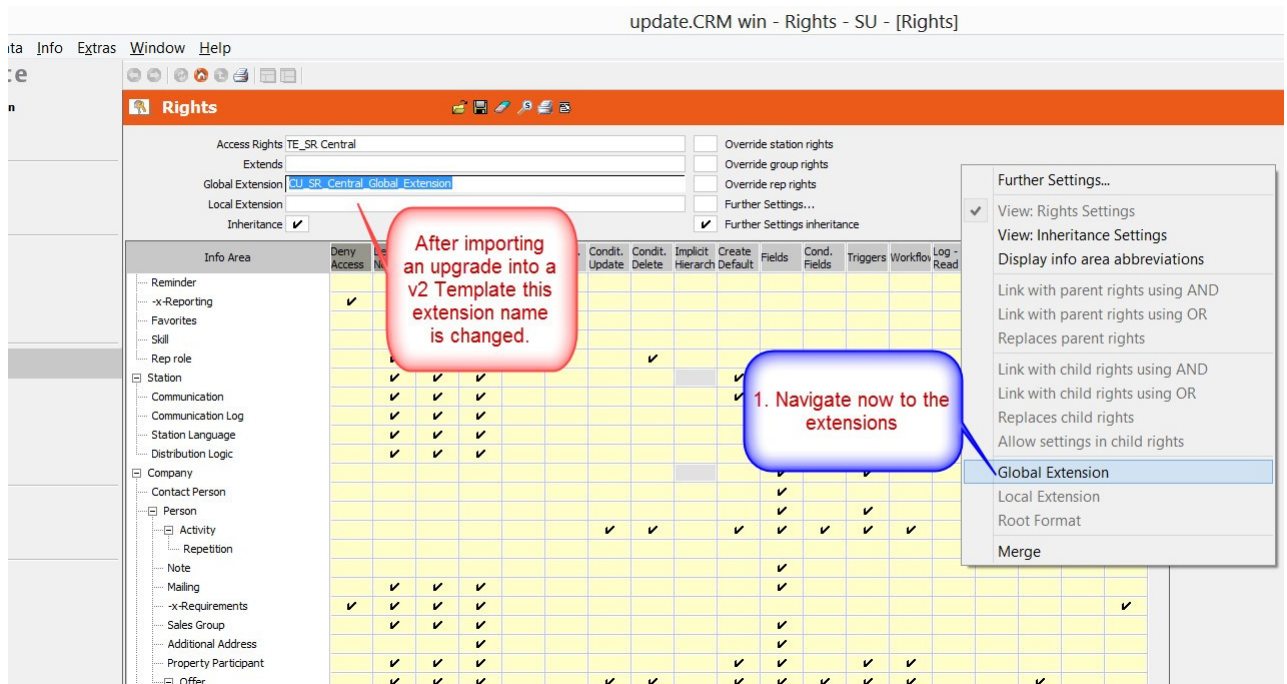 update.CRM win - Rights - SU - [Rights]
ta Info Extras Window Help
:e
n
Rights
Access Rights TE_SR Central
Override station rights
Extends
Override group rights
Global Extension CU_SR_Central_Global_Extension
Override rep rights
Local Extension
Further Settings...
Inheritance
Further Settings inheritance
Further Settings...
View: Rights Settings
View: Inheritance Settings
Display info area abbreviations
Link with parent rights using AND
Link with parent rights using OR
Replaces parent rights
Link with child rights using AND
Link with child rights using OR
Replaces child rights
Allow settings in child rights
Global Extension
Local Extension
Root Format
Merge
After importing
an upgrade into a
v2 Template this
extension name
is changed.
1. Navigate now to the
extensions
Info Area
Deny Condit. Condit. Implicit Create Fields Cond. Triggers Workflow Log -
Access Update Delete Hierarch Default Fields Read
Reminder
-x-Reporting
Favorites
Skill
Rep role
Station
Communication
Communication Log
Station Language
Distribution Logic
Company
Contact Person
Person
Activity
Repetition
Note
Mailing
-x-Requirements
Sales Group
Additional Address
Property Participant
Offer